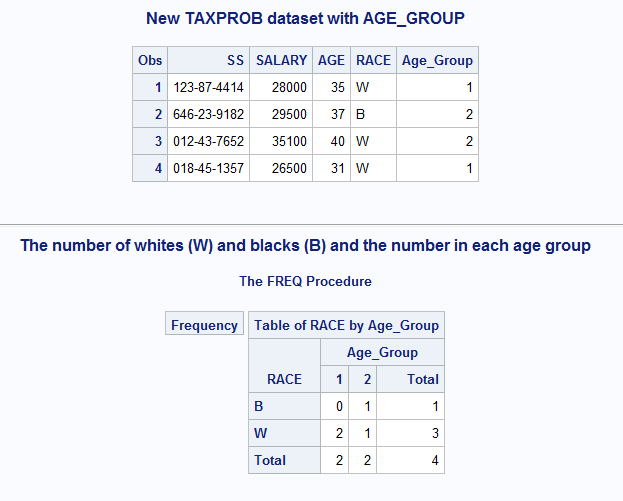 New TAXPROB dataset with AGE_GROUP
Obs SS SALARY AGE RACE Age_Group
1 123-87-4414 28000 35 W 1
2 646-23-9182 29500 37 B 2
3 012-43-7652 35100 40 W 2
4 018-45-1357 26500 31 W 1
The number of whites (W) and blacks (B) and the number in each age group
The FREQ Procedure
Frequency Table of RACE by Age_Group
Age_Group
RACE 1 2 Total
B 0 1 1
W 2 1 3
Total 2 2 4